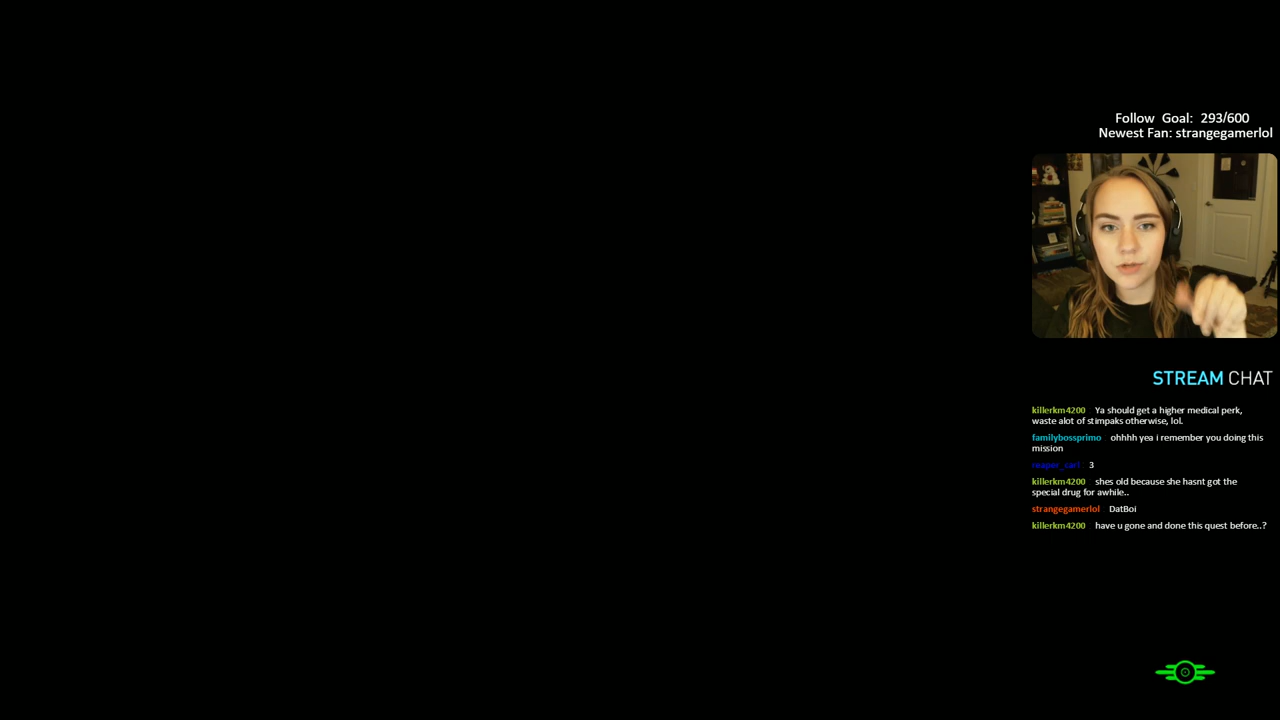 Follow Goal: 293/600
Newest Fan: strangegamerlol
STREAM CHAT
killerkm4200 Ya should get a higher medical perk,
waste alot of stimpaks otherwise, lol.
familybossprimo ohhhh yea i remember you doing this
mission
reaper_carl 3
killerkm4200 shes old because she hasnt got the
special drug for awhile..
strangegamerlol DatBoi
killerkm4200 have u gone and done this quest before..?